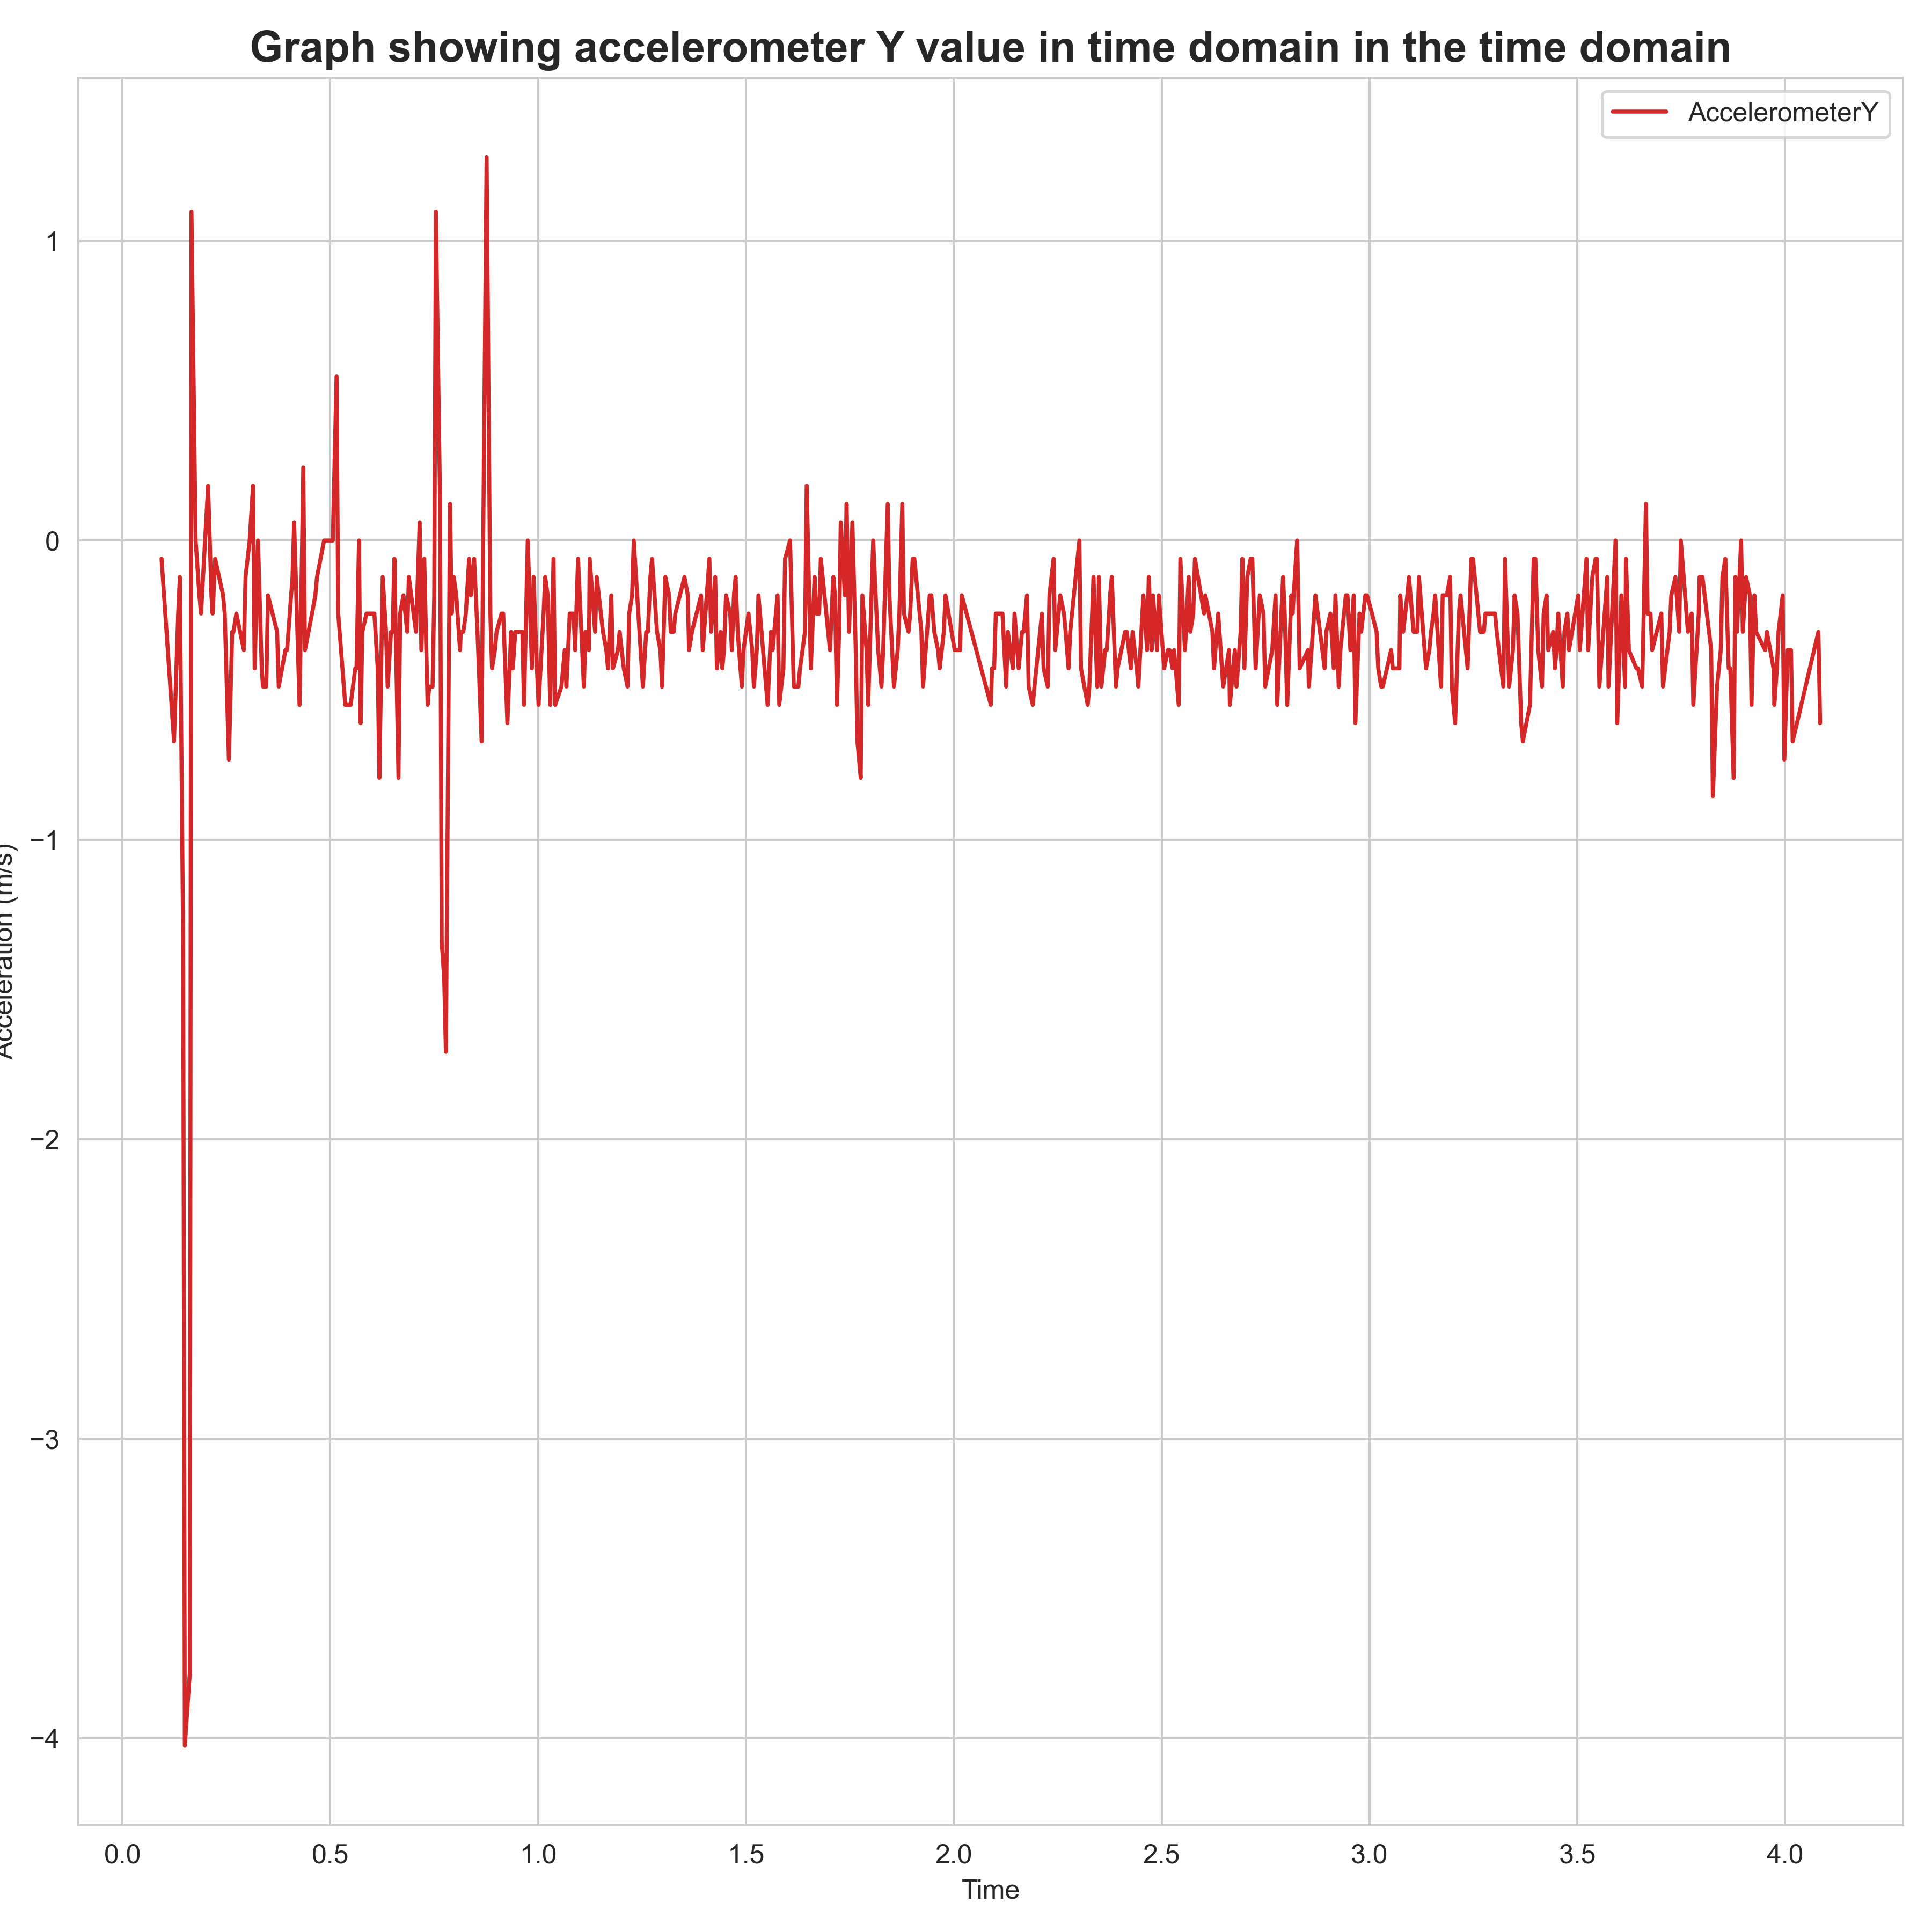 Graph showing accelerometer Y value in time domain in the time domain
AccelerometerY
1
0
−1
−2
−3
−4
Acceleration (m/s)
0.0 0.5 1.0 1.5 2.0 2.5 3.0 3.5 4.0
Time